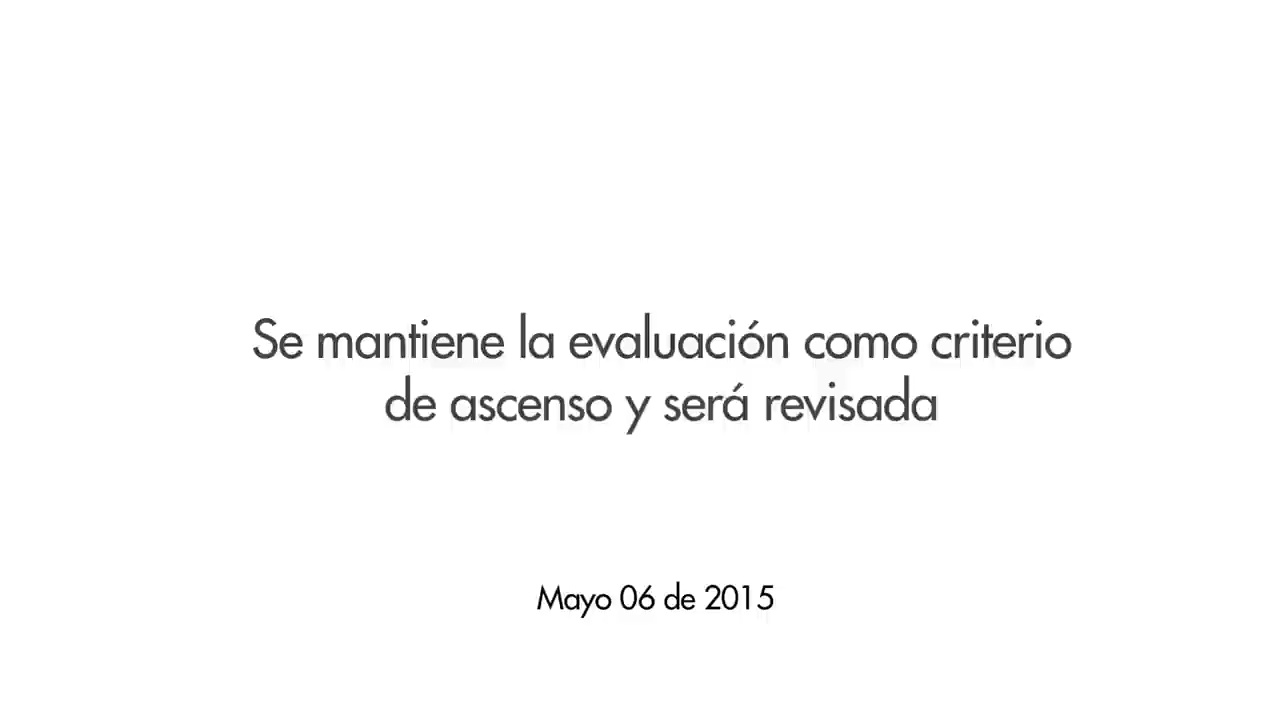 Se mantiene la evaluación como criterio
de ascenso y será revisada
Mayo 06 de 2015